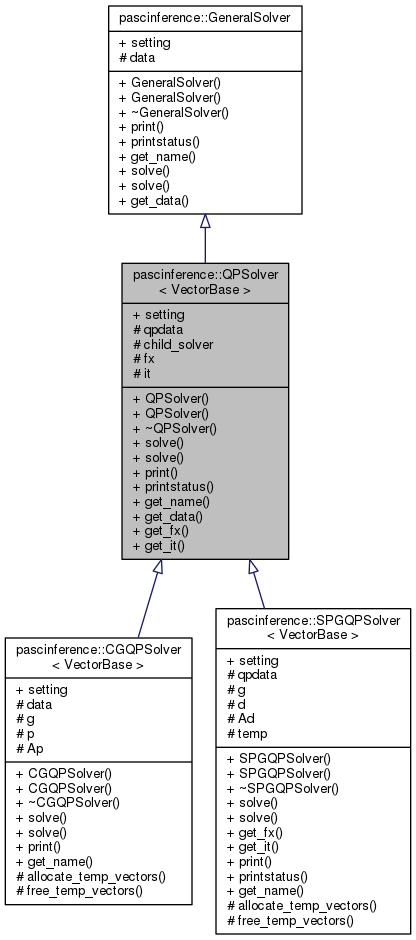 pascinference::GeneralSolver
+ setting
# data
+ GeneralSolver()
+ GeneralSolver()
+ ~GeneralSolver()
+ print()
+ printstatus()
+ get_name()
+ solve()
+ solve()
+ get_data()
pascinference::QPSolver
< VectorBase >
+ setting
# qpdata
# child_solver
# fx
# it
+ QPSolver()
+ QPSolver()
+ ~QPSolver()
+ solve()
+ solve()
+ print()
+ printstatus()
+ get_name()
+ get_data()
+ get_fx()
+ get_it()
pascinference::CGQPSolver
< VectorBase >
+ setting
# data
# g
# p
# Ap
+ CGQPSolver()
+ CGQPSolver()
+ ~CGQPSolver()
+ solve()
+ solve()
+ print()
+ get_name()
# allocate_temp_vectors()
# free_temp_vectors()
pascinference::SPGQPSolver
< VectorBase >
+ setting
# qpdata
# g
# d
# Ad
# temp
+ SPGQPSolver()
+ SPGQPSolver()
+ ~SPGQPSolver()
+ solve()
+ solve()
+ get_fx()
+ get_it()
+ print()
+ printstatus()
+ get_name()
# allocate_temp_vectors()
# free_temp_vectors()